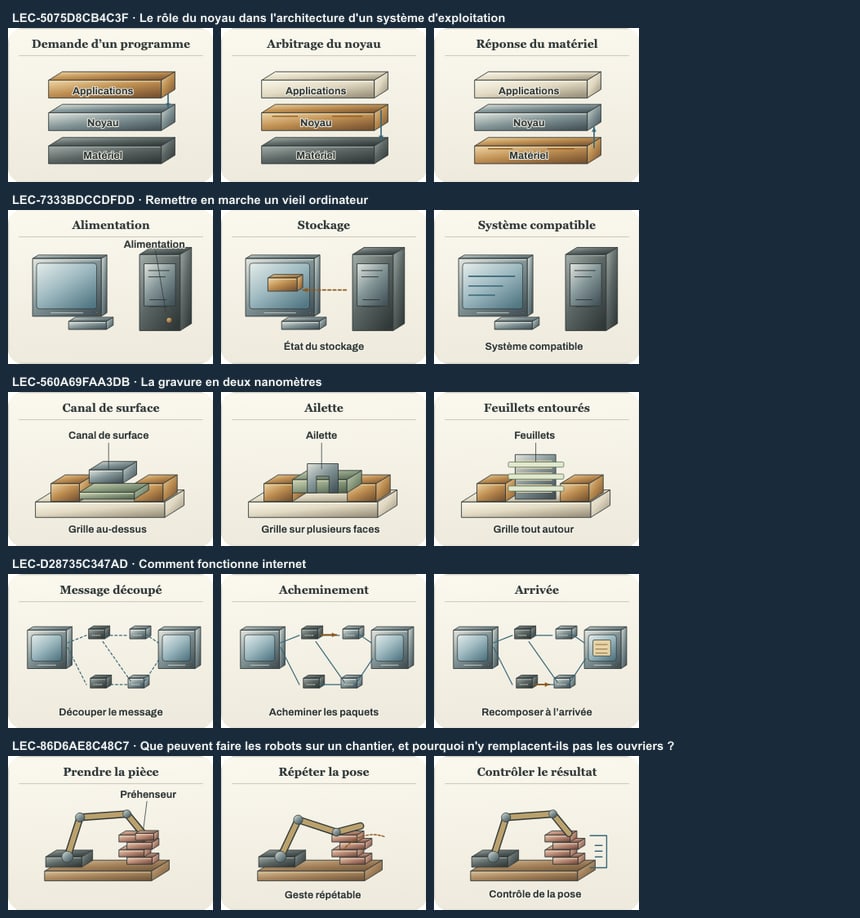 LEC-5075D8CB4C3F · Le rôle du noyau dans l'architecture d'un système d'exploitation
Demande d'un programme
Arbitrage du noyau
Réponse du matériel
Applications
Applications
Applications
Noyau
Noyau
Noyau
Matériel
Matériel
Matériel
LEC-7333BDCCDFDD · Remettre en marche un vieil ordinateur
Alimentation
Stockage
Système compatible
Alimentation
État du stockage
Système compatible
LEC-560A69FAA3DB · La gravure en deux nanomètres
Canal de surface
Ailette
Feuillets entourés
Canal de surface
Ailette
Feuillets
Grille au-dessus
Grille sur plusieurs faces
Grille tout autour
LEC-D28735C347AD · Comment fonctionne internet
Message découpé
Acheminement
Arrivée
Découper le message
Acheminer les paquets
Recomposer à l'arrivée
LEC-86D6AE8C48C7 · Que peuvent faire les robots sur un chantier, et pourquoi n'y remplacent-ils pas les ouvriers ?
Prendre la pièce
Répéter la pose
Contrôler le résultat
Préhenseur
Geste répétable
Contrôle de la pose